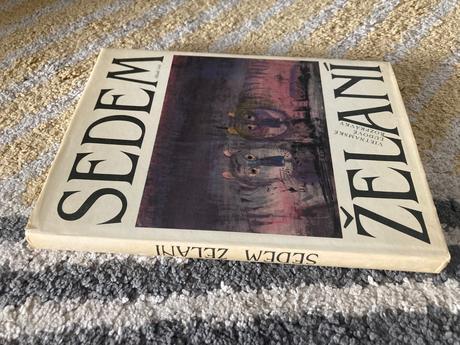 SEDEM
ŽELANÍ
VIETNAMSKÉ
ĽUDOVÉ
ROZPRÁVKY
SEDEM ŽELANÍ